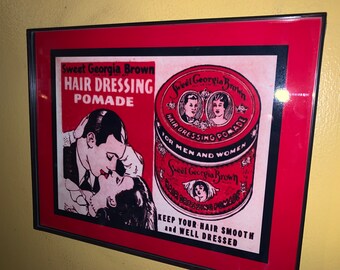 Sweet Georgia Brown
HAIR DRESSING
POMADE
Sweet Georgia Brown
HAIR DRESSING POMADE
FOR MEN AND WOMEN
Sweet Georgia Brown
KEEP YOUR HAIR SMOOTH
and WELL DRESSED